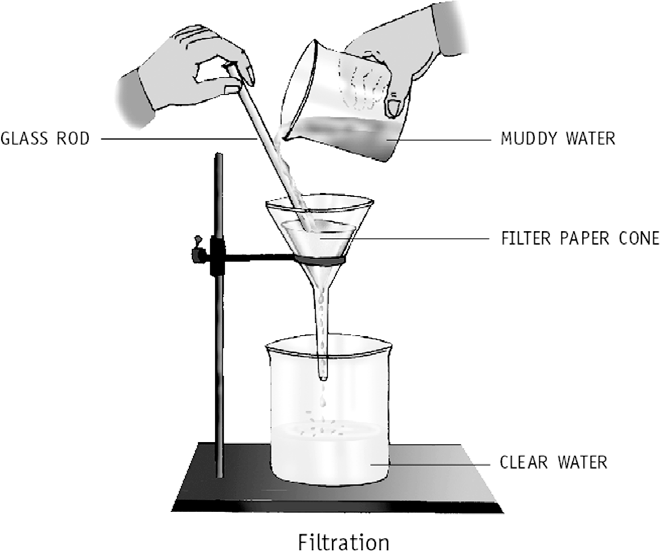 GLASS ROD
MUDDY WATER
FILTER PAPER CONE
CLEAR WATER
Filtration